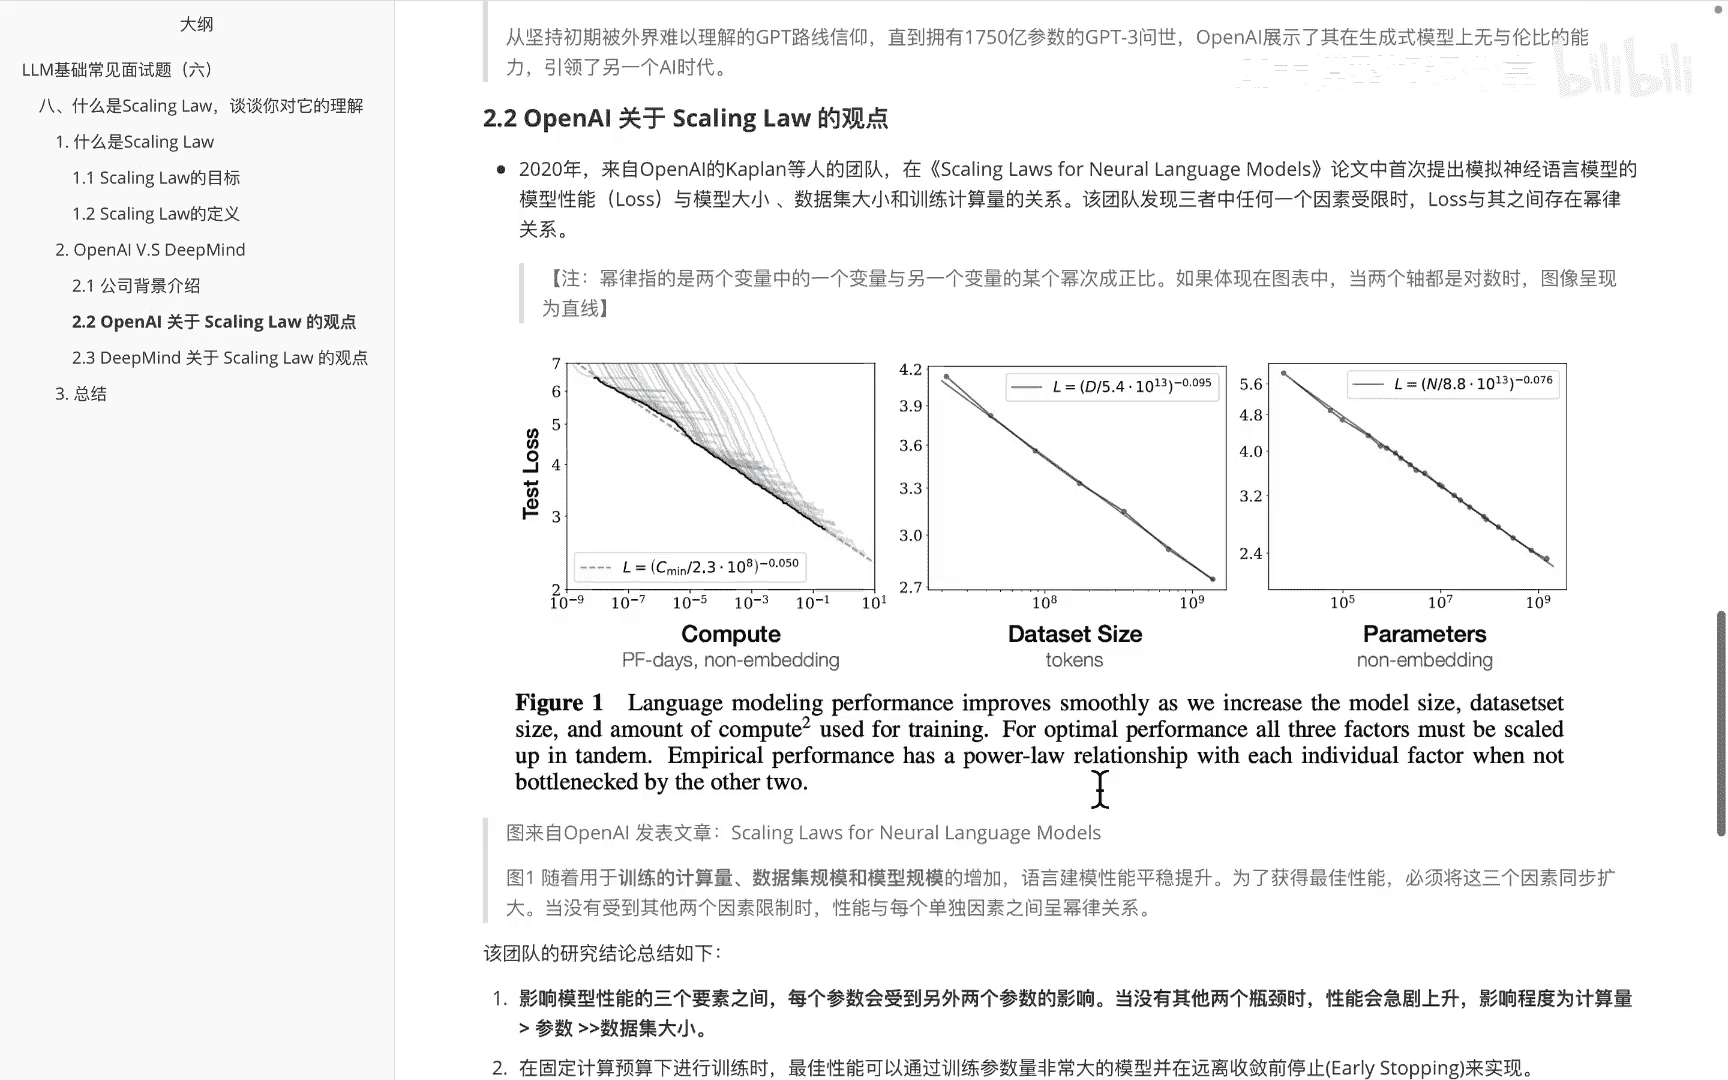 大纲
LLM基础常见面试题（六）
八、什么是Scaling Law，谈谈你对它的理解
1. 什么是Scaling Law
1.1 Scaling Law的目标
1.2 Scaling Law的定义
2. OpenAI V.S DeepMind
2.1 公司背景介绍
2.2 OpenAI 关于 Scaling Law 的观点
2.3 DeepMind 关于 Scaling Law 的观点
3. 总结
从坚持初期被外界难以理解的GPT路线信仰，直到拥有1750亿参数的GPT-3问世，OpenAI展示了其在生成式模型上无与伦比的能
力，引领了另一个AI时代。
bilibili
2.2 OpenAI 关于 Scaling Law 的观点
2020年，来自OpenAI的Kaplan等人的团队，在《Scaling Laws for Neural Language Models》论文中首次提出模拟神经语言模型的
模型性能（Loss）与模型大小 、数据集大小和训练计算量的关系。该团队发现三者中任何一个因素受限时，Loss与其之间存在幂律
关系。
【注：幂律指的是两个变量中的一个变量与另一个变量的某个幂次成正比。如果体现在图表中，当两个轴都是对数时，图像呈现
为直线】
Test Loss
7
6
5
4
3
2
L = (Cmin/2.3 · 10⁸)⁻⁰·⁰⁵⁰
10⁻⁹ 10⁻⁷ 10⁻⁵ 10⁻³ 10⁻¹ 10¹
Compute
PF-days, non-embedding
4.2
3.9
3.6
3.3
3.0
2.7
L = (D/5.4 · 10¹³)⁻⁰·⁰⁹⁵
10⁸ 10⁹
Dataset Size
tokens
5.6
4.8
4.0
3.2
2.4
L = (N/8.8 · 10¹³)⁻⁰·⁰⁷⁶
10⁵ 10⁷ 10⁹
Parameters
non-embedding
Figure 1 Language modeling performance improves smoothly as we increase the model size, datasetset
size, and amount of compute² used for training. For optimal performance all three factors must be scaled
up in tandem. Empirical performance has a power-law relationship with each individual factor when not
bottlenecked by the other two.
图来自OpenAI 发表文章：Scaling Laws for Neural Language Models
图1 随着用于训练的计算量、数据集规模和模型规模的增加，语言建模性能平稳提升。为了获得最佳性能，必须将这三个因素同步扩
大。当没有受到其他两个因素限制时，性能与每个单独因素之间呈幂律关系。
该团队的研究结论总结如下：
1. 影响模型性能的三个要素之间，每个参数会受到另外两个参数的影响。当没有其他两个瓶颈时，性能会急剧上升，影响程度为计算量
> 参数 >>数据集大小。
2. 在固定计算预算下进行训练时，最佳性能可以通过训练参数量非常大的模型并在远离收敛前停止(Early Stopping)来实现。